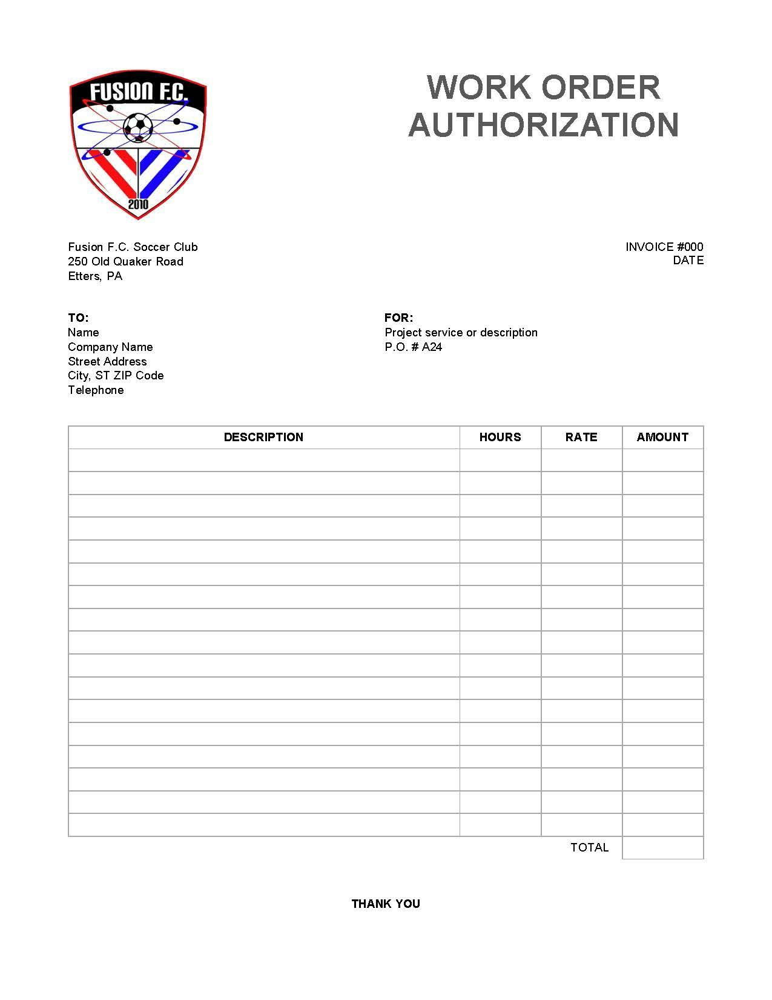 FUSION F.C.
2010
WORK ORDER
AUTHORIZATION
Fusion F.C. Soccer Club
250 Old Quaker Road
Etters, PA
INVOICE #000
DATE
TO:
Name
Company Name
Street Address
City, ST ZIP Code
Telephone
FOR:
Project service or description
P.O. # A24
DESCRIPTION HOURS RATE AMOUNT
TOTAL
THANK YOU